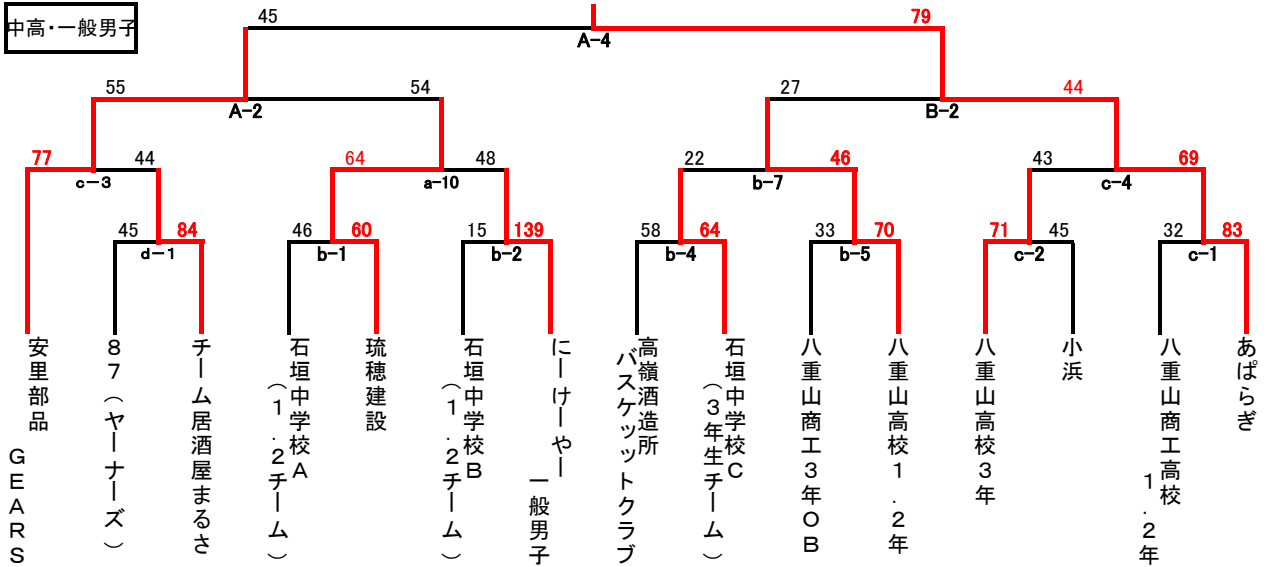 中高・一般男子
45
79
A-4
55
54
27
44
A-2
B-2
77
44
64
48
22
46
43
69
c-3
a-10
b-7
c-4
45
84
46
60
15
139
58
64
33
70
71
45
32
83
d-1
b-1
b-2
b-4
b-5
c-2
c-1
安里部品
GEARS
87(ヤーナーズ)
チーム居酒屋まるさ
石垣中学校A
(1.2チーム)
琉穂建設
石垣中学校B
(1.2チーム)
にーけーやー
一般男子
高嶺酒造所
バスケットクラブ
石垣中学校C
(3年生チーム)
八重山商工3年OB
八重山高校1.2年
八重山高校3年
小浜
八重山商工高校
1.2年
あぱらぎ